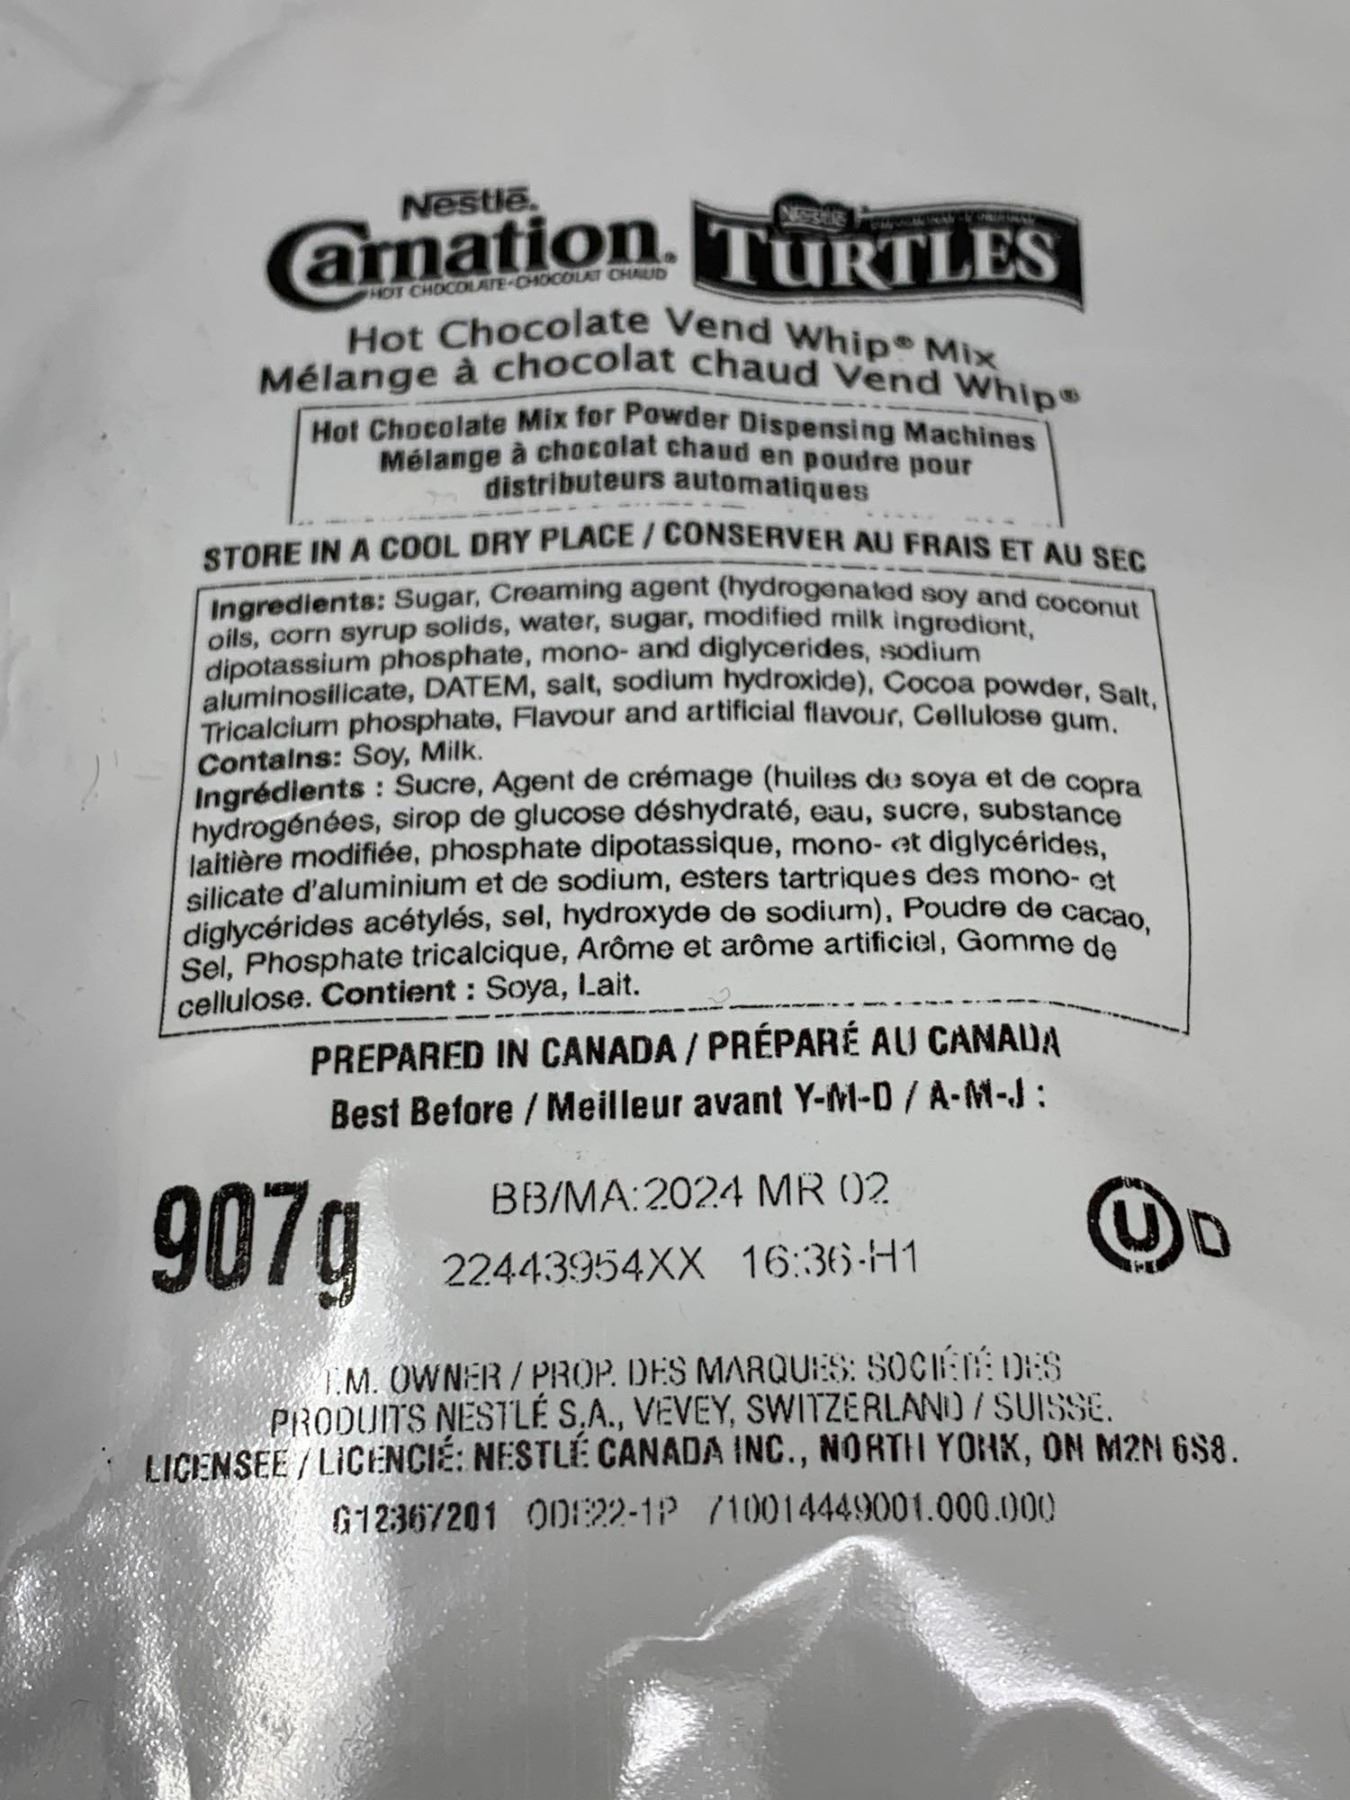 Nestlē.
Carnation®
HOT CHOCOLATE-CHOCOLAT CHAUD
NESTLE
TURTLES
Hot Chocolate Vend Whip® Mix
Mélange à chocolat chaud Vend Whip®
Hot Chocolate Mix for Powder Dispensing Machines
Mélange à chocolat chaud en poudre pour
distributeurs automatiques
STORE IN A COOL DRY PLACE / CONSERVER AU FRAIS ET AU SEC
Ingredients: Sugar, Creaming agent (hydrogenated soy and coconut
oils, corn syrup solids, water, sugar, modified milk ingredient,
dipotassium phosphate, mono- and diglycerides, sodium
aluminosilicate, DATEM, salt, sodium hydroxide), Cocoa powder, Salt,
Tricalcium phosphate, Flavour and artificial flavour, Cellulose gum.
Contains: Soy, Milk.
Ingrédients : Sucre, Agent de crémage (huiles de soya et de copra
hydrogénées, sirop de glucose déshydraté, eau, sucre, substance
laitière modifiée, phosphate dipotassique, mono- et diglycérides,
silicate d'aluminium et de sodium, esters tartriques des mono- et
diglycérides acétylés, sel, hydroxyde de sodium), Poudre de cacao,
Sel, Phosphate tricalcique, Arôme et arôme artificiel, Gomme de
cellulose. Contient : Soya, Lait.
PREPARED IN CANADA / PRÉPARÉ AU CANADA
Best Before / Meilleur avant Y-M-D / A-M-J :
907g
BB/MA:2024 MR 02
22443954XX 16:36-H1
U D
T.M. OWNER / PROP. DES MARQUES: SOCIÉTÉ DES
PRODUITS NESTLÉ S.A., VEVEY, SWITZERLAND / SUISSE.
LICENSEE / LICENCIÉ: NESTLÉ CANADA INC., NORTH YORK, ON M2N 6S8.
G12367201 ODE22-1P 710014449001.000.000